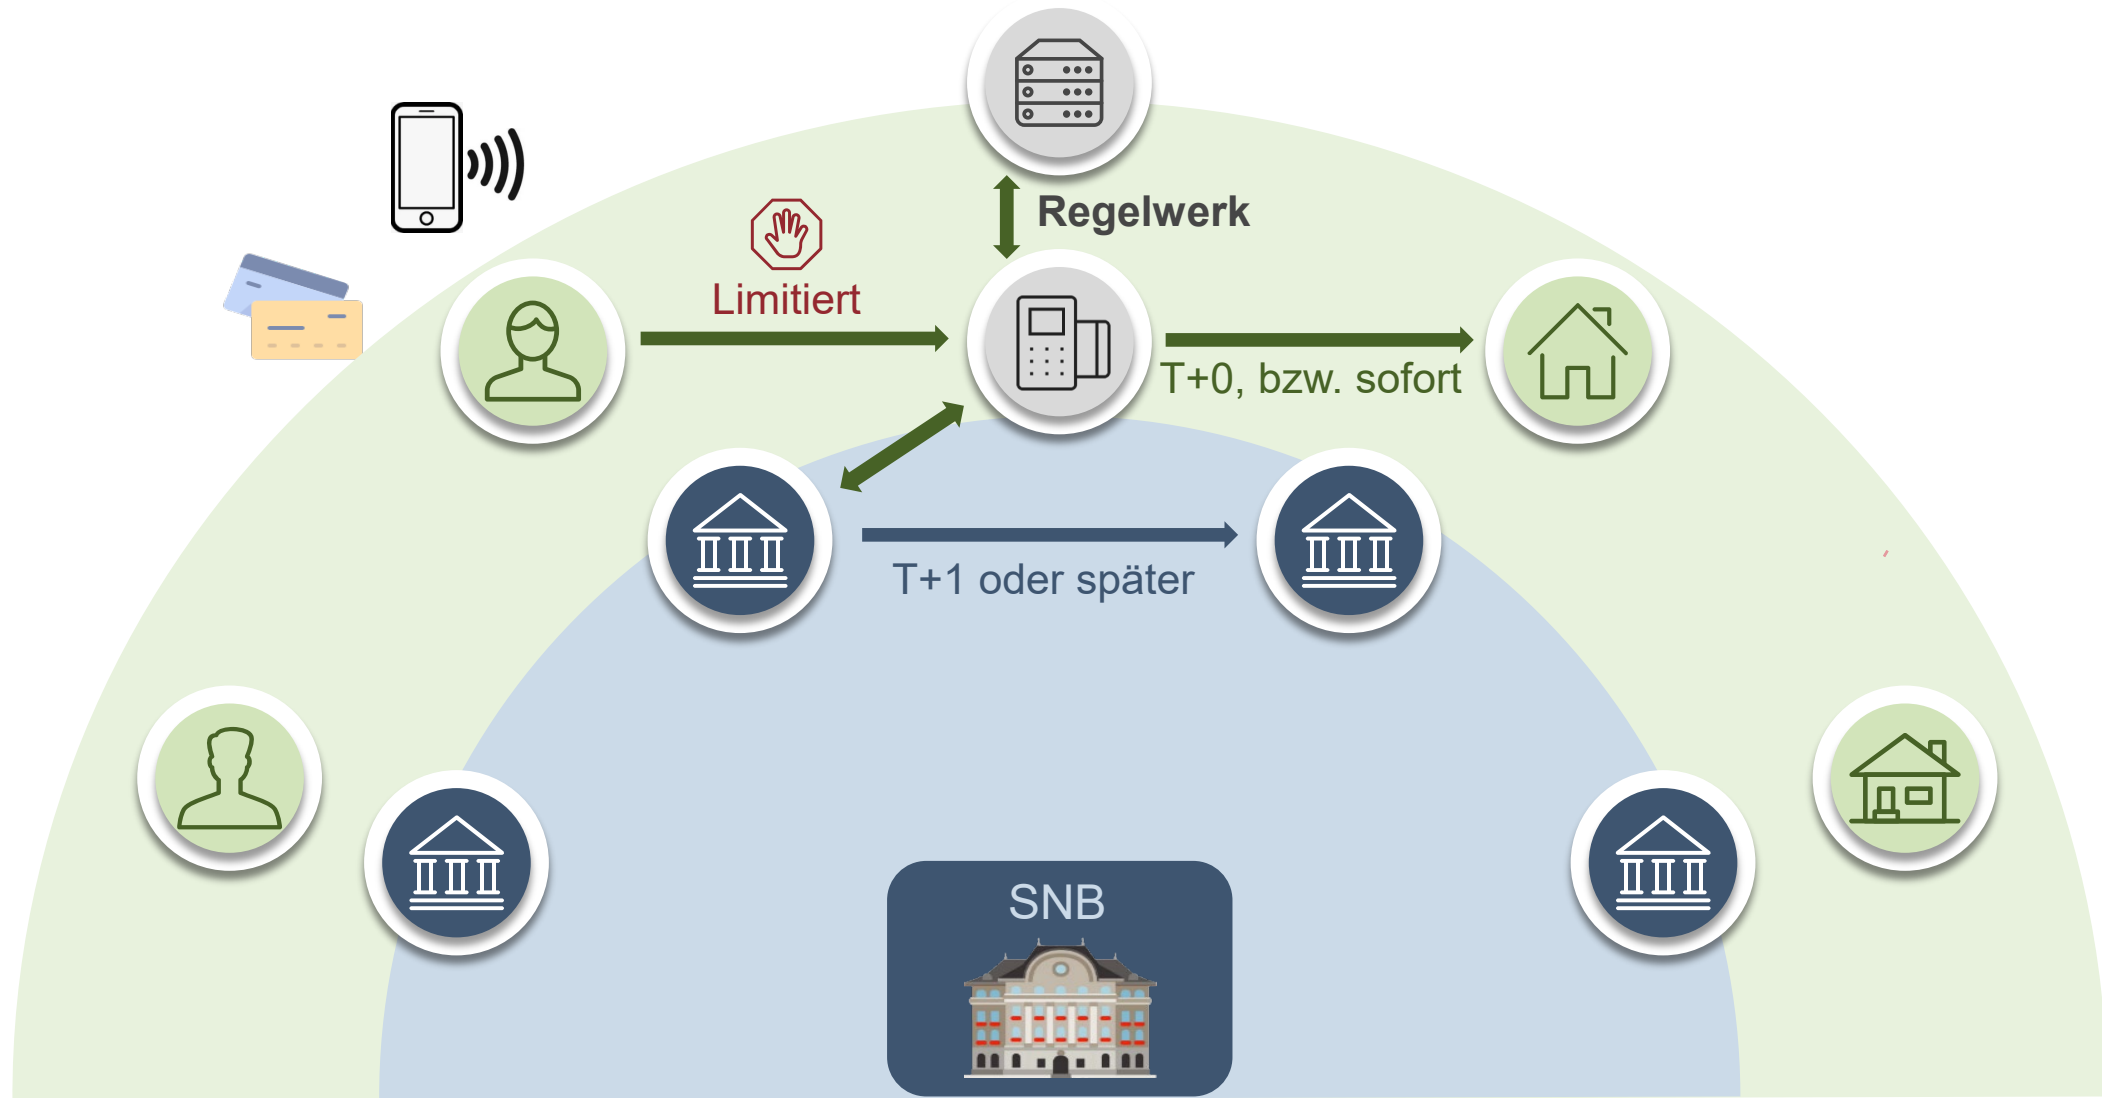 Regelwerk
Limitiert
T+0, bzw. sofort
T+1 oder später
SNB